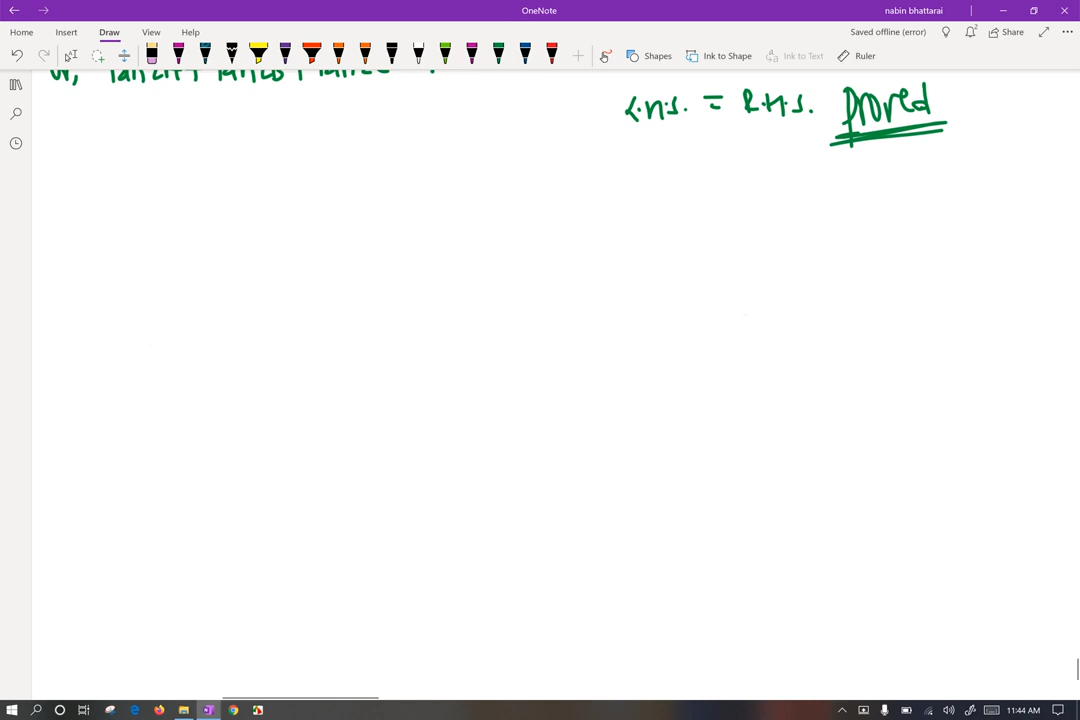 OneNote
nabin bhattarai
Home Insert Draw View Help
Saved offline (error)
2
Share
Shapes
Ink to Shape
Ink to Text
Ruler
L.H.S. = R.H.S. proved
11:44 AM